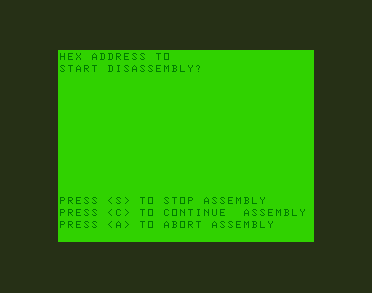 HEX ADDRESS TO
START DISASSEMBLY?
PRESS <S> TO STOP ASSEMBLY
PRESS <C> TO CONTINUE  ASSEMBLY
PRESS <A> TO ABORT ASSEMBLY